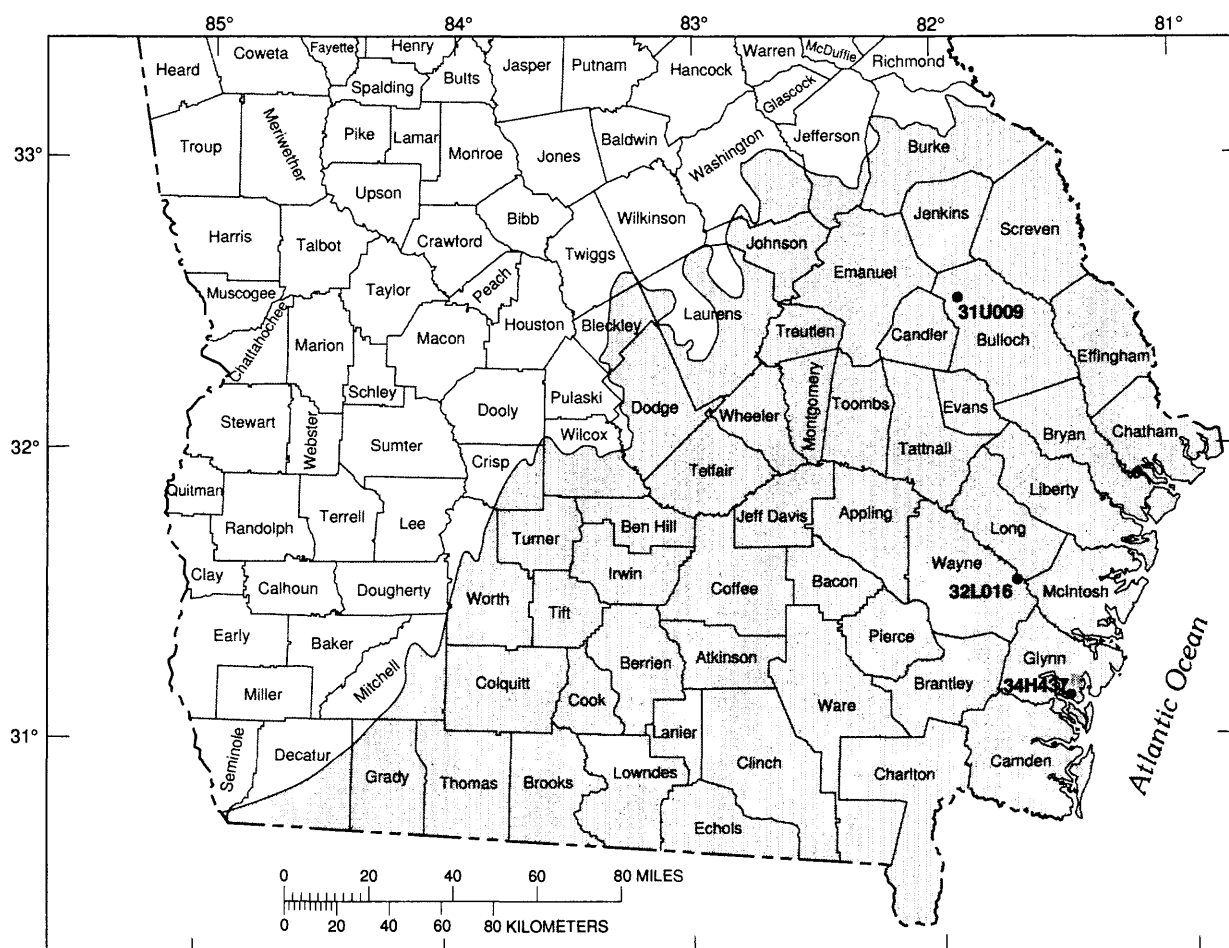 85° 84° 83° 82° 81°
Heard
Coweta
Fayette
Henry
Spalding
Butts
Jasper
Putnam
Hancock
Warren
McDuffie
Richmond
Glascock
33°
Troup
Meriwether
Pike
Lamar
Monroe
Jones
Baldwin
Washington
Jefferson
Burke
Upson
Harris
Talbot
Crawford
Bibb
Wilkinson
Twiggs
Johnson
Jenkins
Screven
Emanuel
Muscogee
Chattahochee
Taylor
Peach
Houston
Bleckley
Laurens
Treutlen
Candler
31U009
Bulloch
Effingham
Marion
Macon
Schley
Dooly
Pulaski
Dodge
Wheeler
Montgomery
Toombs
Evans
Stewart
Webster
Sumter
Wilcox
Bryan
Chatham
32°
Crisp
Telfair
Tattnall
Quitman
Randolph
Terrell
Lee
Turner
Ben Hill
Jeff Davis
Appling
Liberty
Long
Clay
Calhoun
Dougherty
Worth
Tift
Irwin
Coffee
Bacon
Wayne
32L016
McIntosh
Early
Baker
Mitchell
Berrien
Atkinson
Pierce
Glynn
Miller
Colquitt
Cook
Ware
Brantley
34H437
31°
Seminole
Decatur
Grady
Thomas
Brooks
Lanier
Lowndes
Clinch
Charlton
Camden
Echols
Atlantic Ocean
0 20 40 60 80 MILES
0 20 40 60 80 KILOMETERS